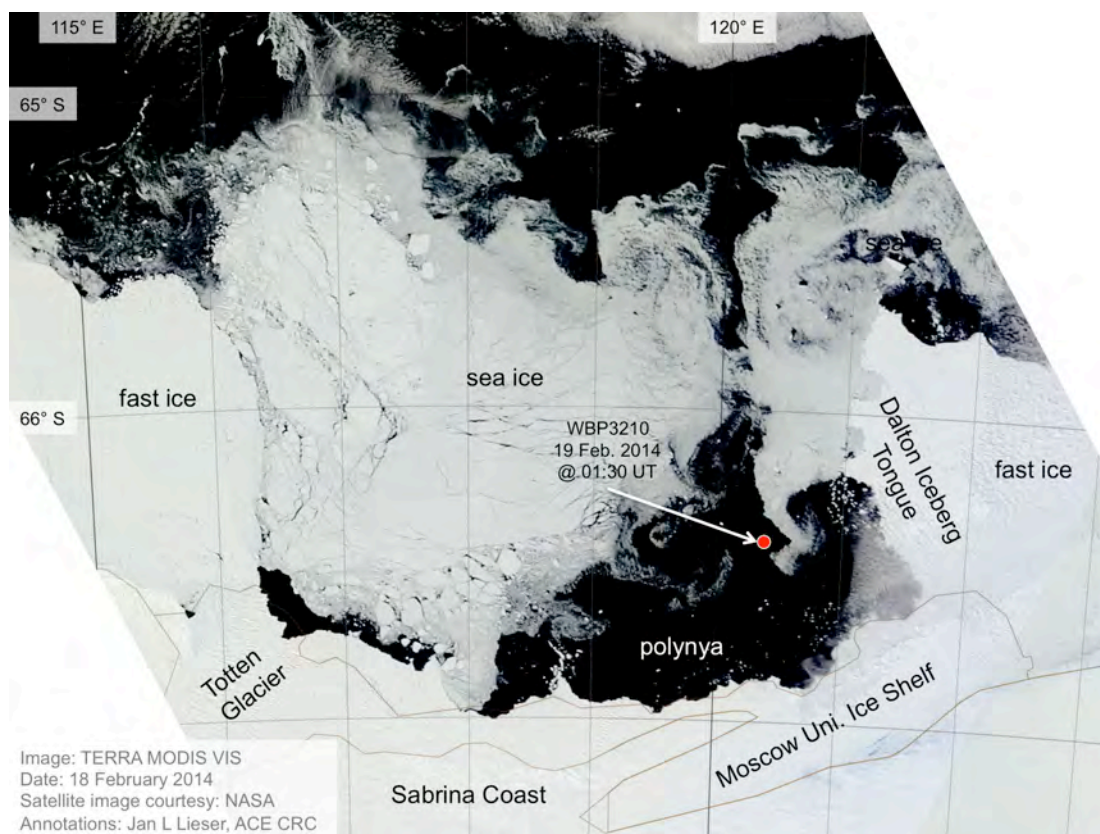 115° E
120° E
65° S
sea ice
fast ice
sea ice
66° S
WBP3210
19 Feb. 2014
@ 01:30 UT
Dalton Iceberg
Tongue
fast ice
polynya
Totten
Glacier
Moscow Uni. Ice Shelf
Sabrina Coast
Image: TERRA MODIS VIS
Date: 18 February 2014
Satellite image courtesy: NASA
Annotations: Jan L Lieser, ACE CRC